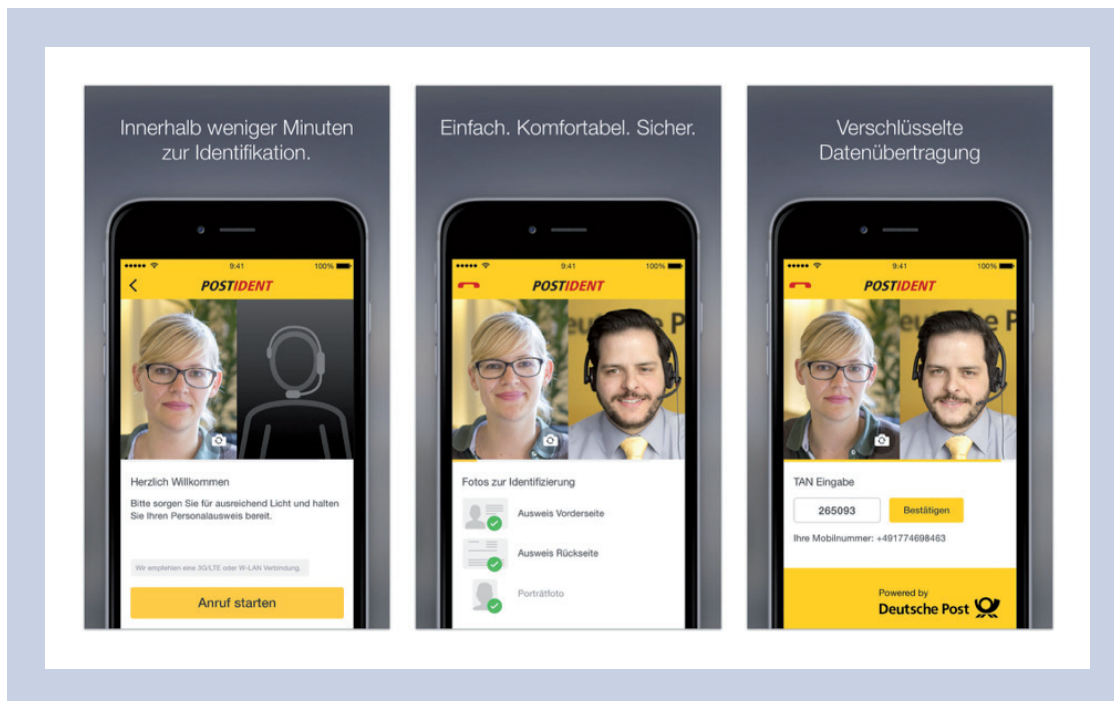 Innerhalb weniger Minuten
zur Identifikation.
9:41
100%
POSTIDENT
Herzlich Willkommen
Bitte sorgen Sie für ausreichend Licht und halten
Sie Ihren Personalausweis bereit.
Wir empfehlen eine 3G/LTE oder W-LAN Verbindung.
Anruf starten
Einfach. Komfortabel. Sicher.
9:41
100%
POSTIDENT
eu e P
Fotos zur Identifizierung
Ausweis Vorderseite
Ausweis Rückseite
Porträtfoto
Verschlüsselte
Datenübertragung
9:41
100%
POSTIDENT
eu e P
TAN Eingabe
265093
Bestätigen
Ihre Mobilnummer: +491774698463
Powered by
Deutsche Post